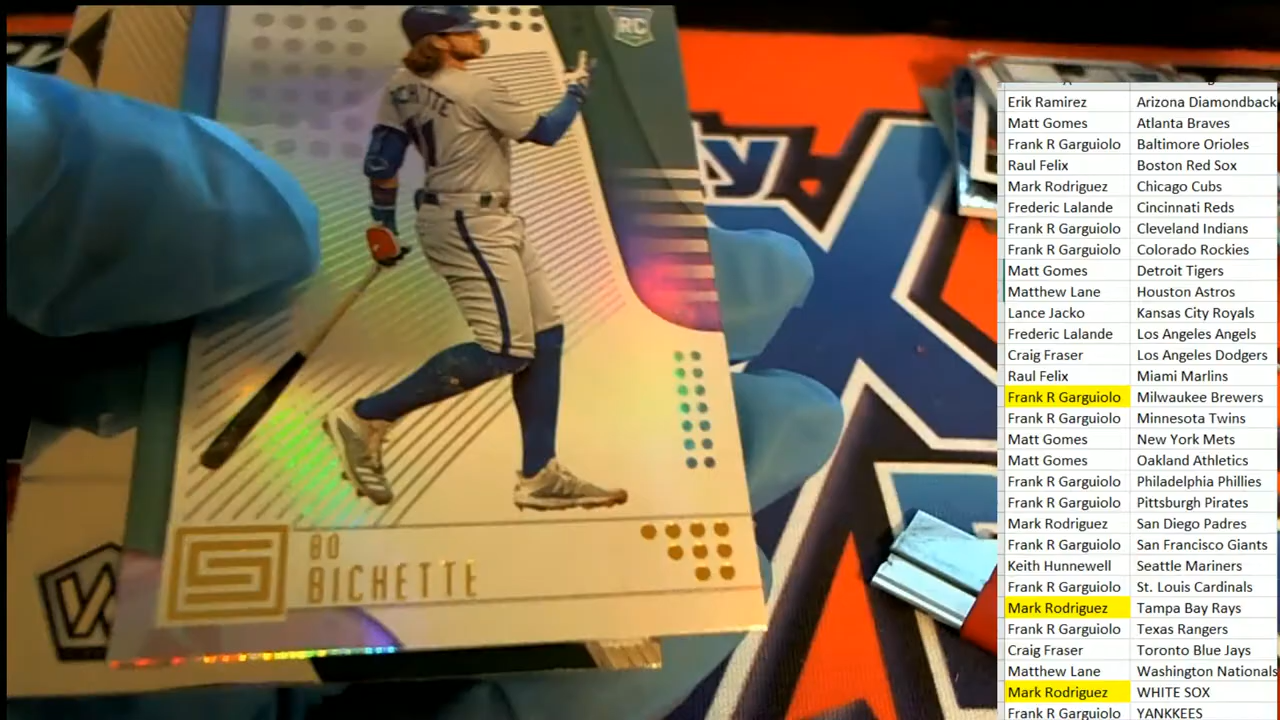 RC
BO
BICHETTE
Erik Ramirez Arizona Diamondback
Matt Gomes Atlanta Braves
Frank R Garguiolo Baltimore Orioles
Raul Felix Boston Red Sox
Mark Rodriguez Chicago Cubs
Frederic Lalande Cincinnati Reds
Frank R Garguiolo Cleveland Indians
Frank R Garguiolo Colorado Rockies
Matt Gomes Detroit Tigers
Matthew Lane Houston Astros
Lance Jacko Kansas City Royals
Frederic Lalande Los Angeles Angels
Craig Fraser Los Angeles Dodgers
Raul Felix Miami Marlins
Frank R Garguiolo Milwaukee Brewers
Frank R Garguiolo Minnesota Twins
Matt Gomes New York Mets
Matt Gomes Oakland Athletics
Frank R Garguiolo Philadelphia Phillies
Frank R Garguiolo Pittsburgh Pirates
Mark Rodriguez San Diego Padres
Frank R Garguiolo San Francisco Giants
Keith Hunnewell Seattle Mariners
Frank R Garguiolo St. Louis Cardinals
Mark Rodriguez Tampa Bay Rays
Frank R Garguiolo Texas Rangers
Craig Fraser Toronto Blue Jays
Matthew Lane Washington Nationals
Mark Rodriguez WHITE SOX
Frank R Garguiolo YANKKEES